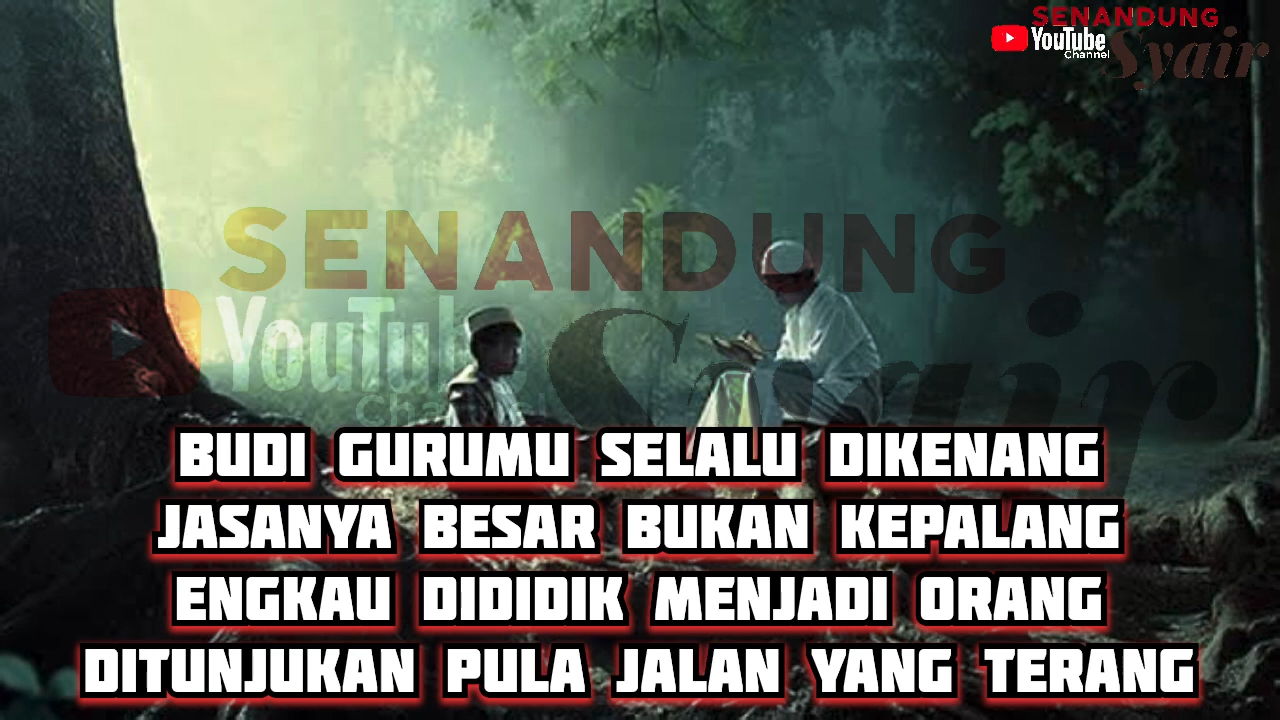 SENANDUNG
YouTube
Channel
Syair
SENANDUNG
YouTube
Channel
Syair
BUDI GURUMU SELALU DIKENANG
JASANYA BESAR BUKAN KEPALANG
ENGKAU DIDIDIK MENJADI ORANG
DITUNJUKAN PULA JALAN YANG TERANG